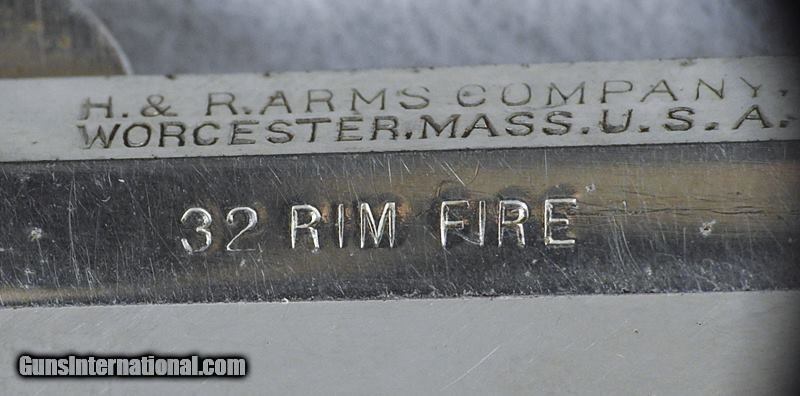 H. & R. ARMS COMPANY,
WORCESTER, MASS. U. S. A.
32 RIM FIRE
GunsInternational.com